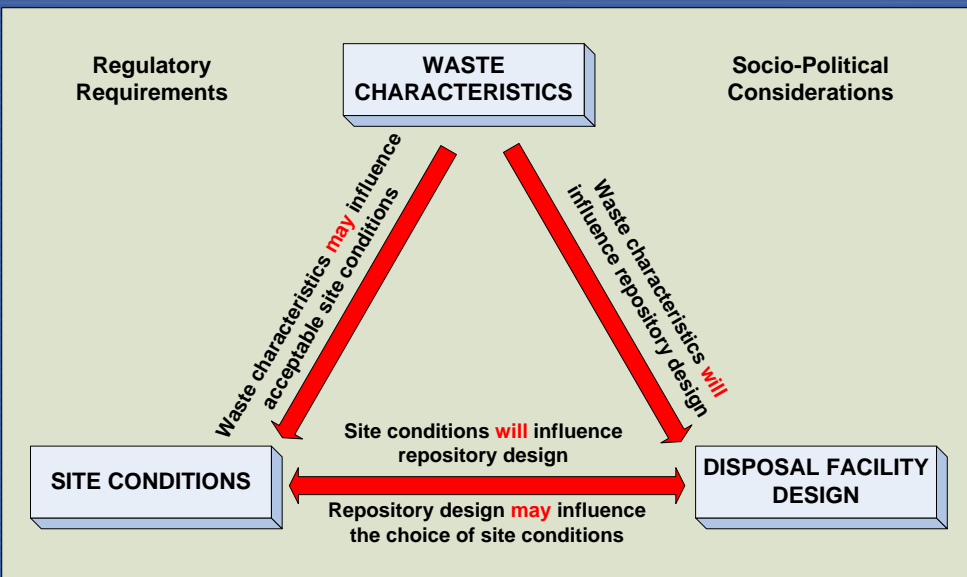 Regulatory
Requirements
WASTE
CHARACTERISTICS
Socio-Political
Considerations
Waste characteristics may influence
acceptable site conditions
Waste characteristics will
influence repository design
Site conditions will influence
repository design
SITE CONDITIONS
DISPOSAL FACILITY
DESIGN
Repository design may influence
the choice of site conditions